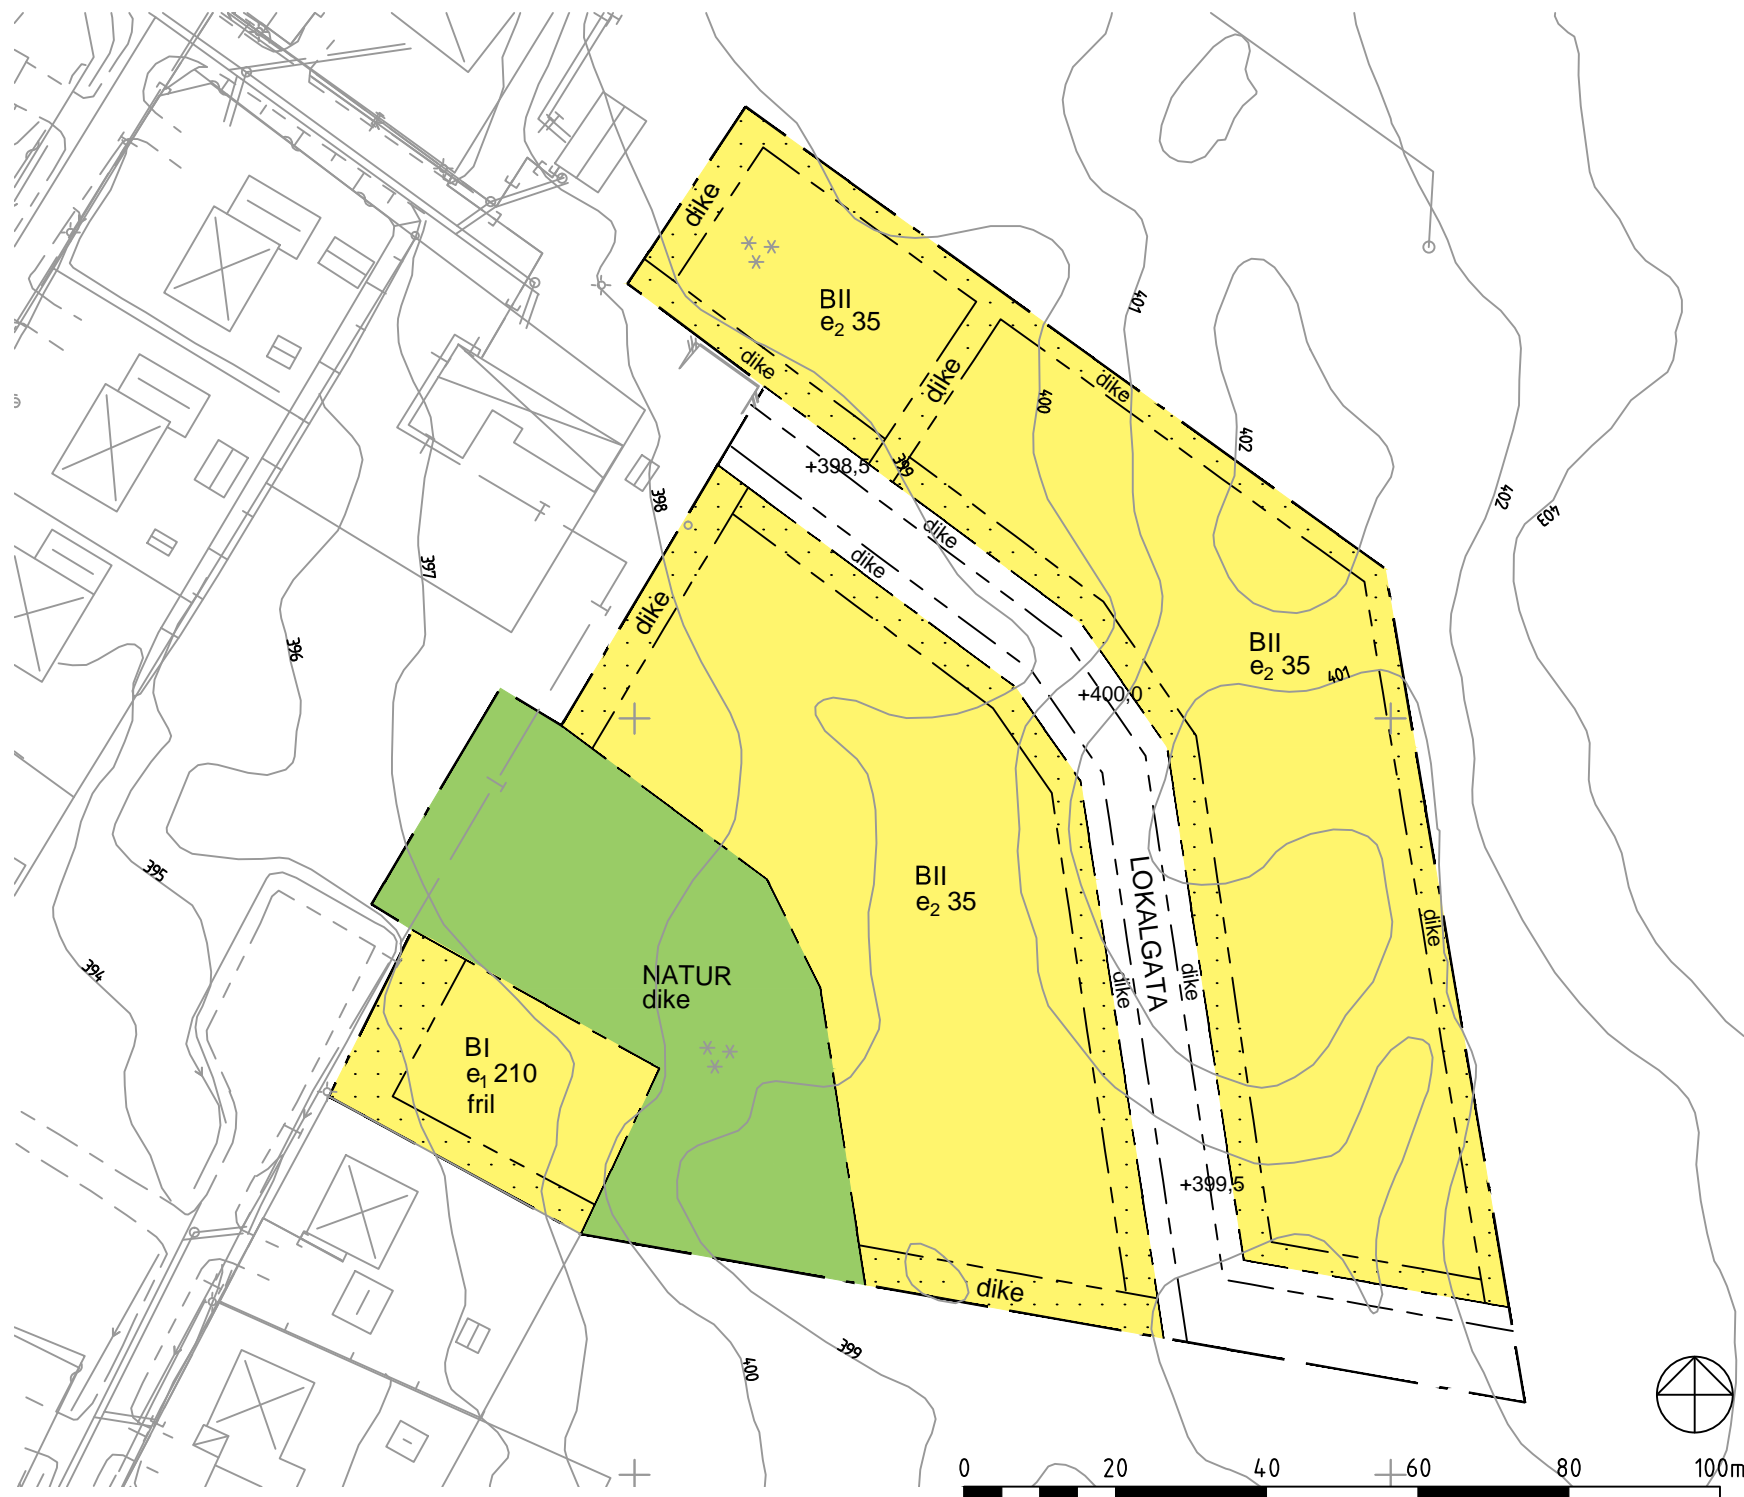 dike
BII
e2 35
401
dike
dike
dike
400
402
+398,5
399
402
403
398
dike
dike
397
dike
396
BII
e2 35
401
+400,0
395
BII
e2 35
LOKALGATA
dike
394
NATUR
dike
dike
dike
BI
e1 210
fril
+399,5
dike
399
400
0 20 40 60 80 100m